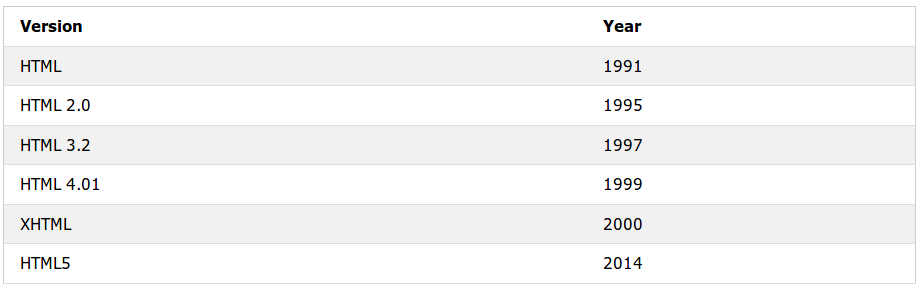 Version Year
HTML 1991
HTML 2.0 1995
HTML 3.2 1997
HTML 4.01 1999
XHTML 2000
HTML5 2014